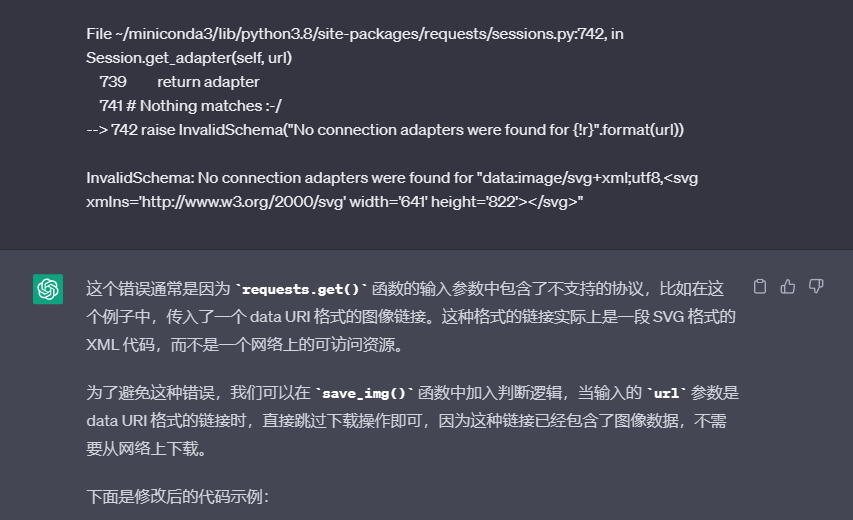 File ~/miniconda3/lib/python3.8/site-packages/requests/sessions.py:742, in
Session.get_adapter(self, url)
739 return adapter
741 # Nothing matches :-/
--> 742 raise InvalidSchema("No connection adapters were found for {!r}".format(url))
InvalidSchema: No connection adapters were found for "data:image/svg+xml;utf8,<svg
xmlns='http://www.w3.org/2000/svg' width='641' height='822'></svg>"
这个错误通常是因为 `requests.get()` 函数的输入参数中包含了不支持的协议，比如在这
个例子中，传入了一个 data URI 格式的图像链接。这种格式的链接实际上是一段 SVG 格式的
XML 代码，而不是一个网络上的可访问资源。
为了避免这种错误，我们可以在 `save_img()` 函数中加入判断逻辑，当输入的 `url` 参数是
data URI 格式的链接时，直接跳过下载操作即可，因为这种链接已经包含了图像数据，不需
要从网络上下载。
下面是修改后的代码示例：